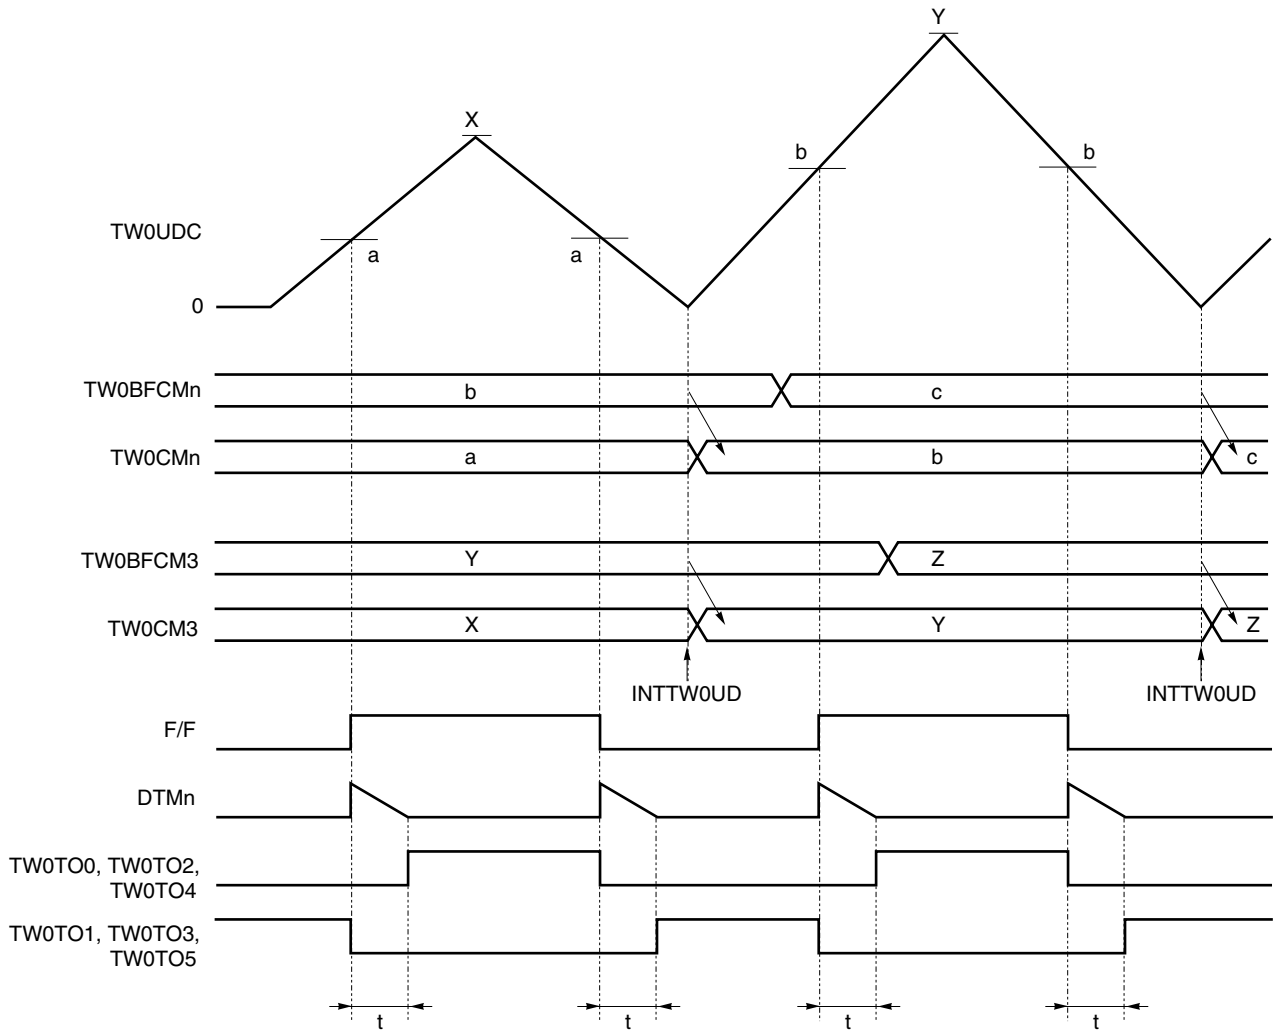 Y
X
b
b
TW0UDC
a
a
0
TW0BFCMn
b
c
TW0CMn
a
b
c
TW0BFCM3
Y
Z
TW0CM3
X
Y
Z
INTTW0UD
INTTW0UD
F/F
DTMn
TW0TO0, TW0TO2,
TW0TO4
TW0TO1, TW0TO3,
TW0TO5
t
t
t
t